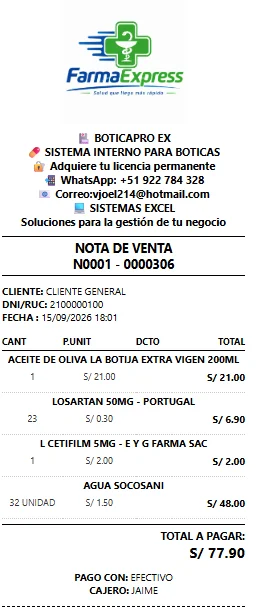 FarmaExpress
Salud que llega más rápido
BOTICAPRO EX
SISTEMA INTERNO PARA BOTICAS
Adquiere tu licencia permanente
WhatsApp: +51 922 784 328
Correo:vjoel214@hotmail.com
SISTEMAS EXCEL
Soluciones para la gestión de tu negocio
NOTA DE VENTA
N0001 - 0000306
CLIENTE: CLIENTE GENERAL
DNI/RUC: 2100000100
FECHA : 15/09/2026 18:01
CANT P.UNIT DCTO TOTAL
ACEITE DE OLIVA LA BOTIJA EXTRA VIGEN 200ML
1 S/ 21.00 S/ 21.00
LOSARTAN 50MG - PORTUGAL
23 S/ 0.30 S/ 6.90
L CETIFILM 5MG - E Y G FARMA SAC
1 S/ 2.00 S/ 2.00
AGUA SOCOSANI
32 UNIDAD S/ 1.50 S/ 48.00
TOTAL A PAGAR:
S/ 77.90
PAGO CON: EFECTIVO
CAJERO: JAIME